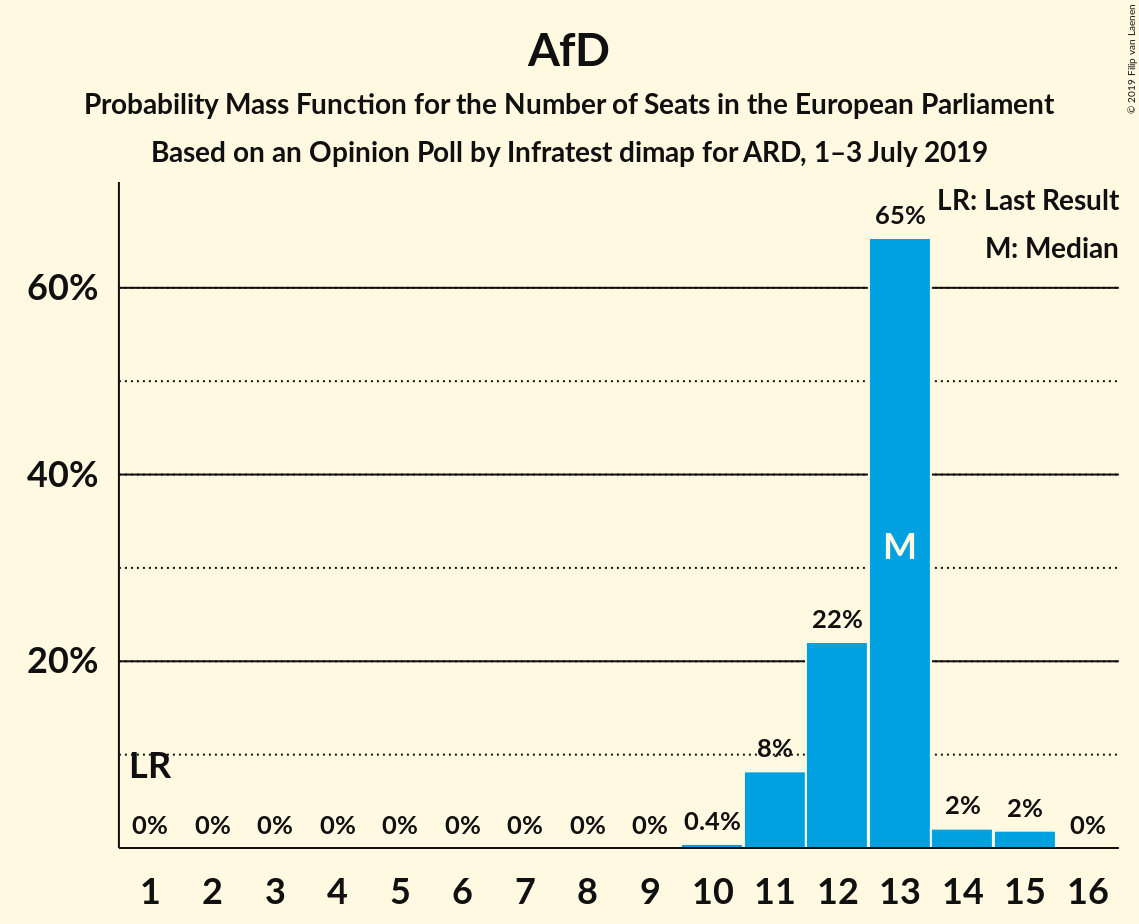 AfD
Probability Mass Function for the Number of Seats in the European Parliament
Based on an Opinion Poll by Infratest dimap for ARD, 1–3 July 2019
© 2019 Filip van Laenen
LR: Last Result
M: Median
65%
60%
40%
M
22%
20%
8%
LR
0% 0% 0% 0% 0% 0% 0% 0% 0% 0.4% 2% 2% 0%
1 2 3 4 5 6 7 8 9 10 11 12 13 14 15 16